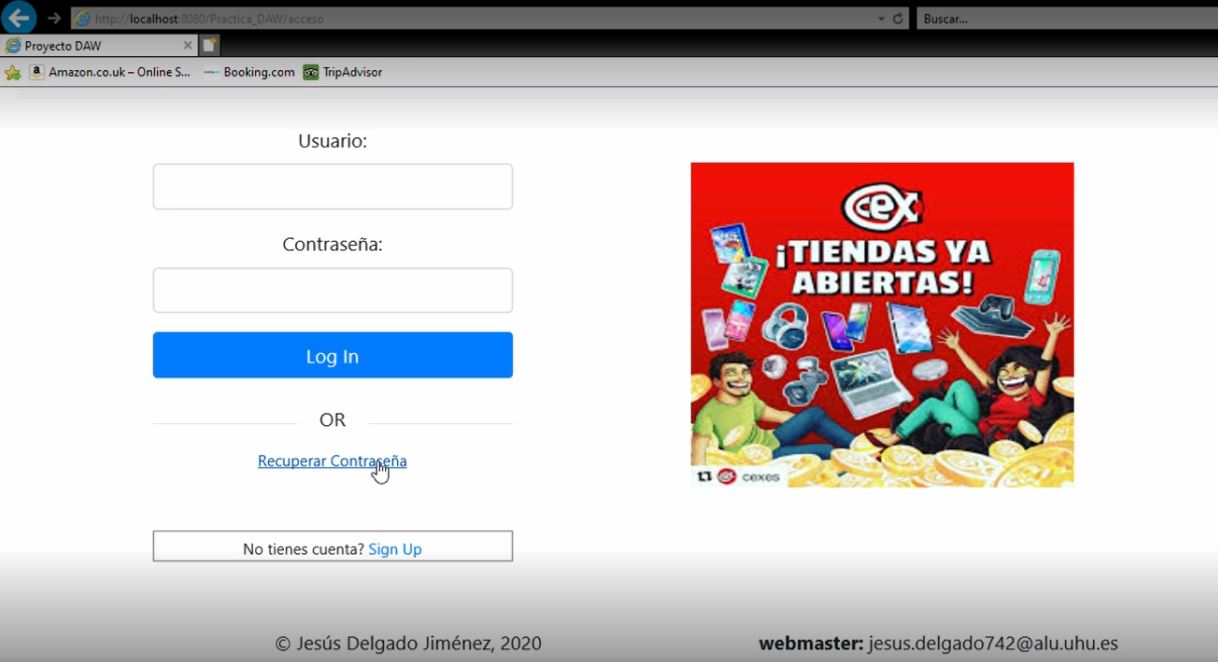 http://localhost:8080/Practica_DAW/acceso
Buscar...
Proyecto DAW
Amazon.co.uk – Online S...
Booking.com
TripAdvisor
Usuario:
Contraseña:
Log In
OR
Recuperar Contraseña
No tienes cuenta? Sign Up
cex
¡TIENDAS YA
ABIERTAS!
cexes
© Jesús Delgado Jiménez, 2020
webmaster: jesus.delgado742@alu.uhu.es